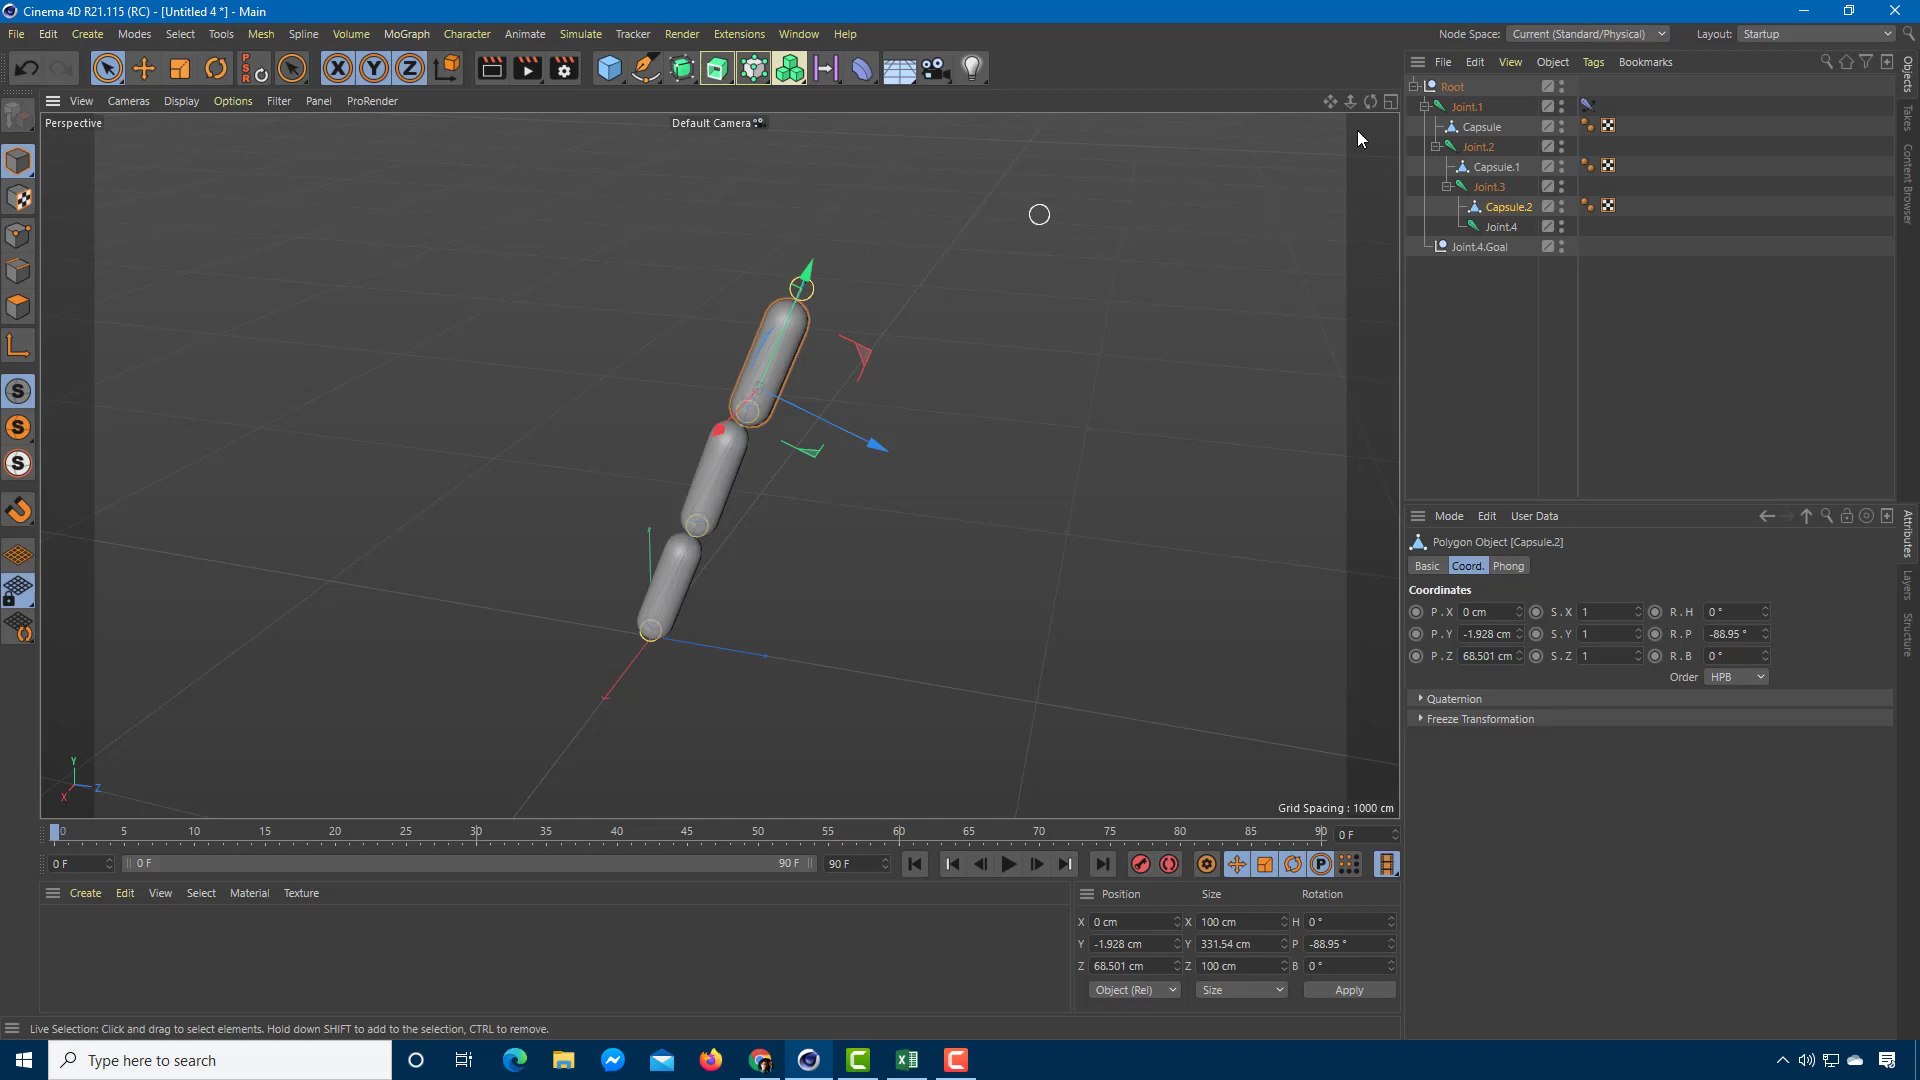 Cinema 4D R21.115 (RC) - [Untitled 4 *] - Main
File Edit Create Modes Select Tools Mesh Spline Volume MoGraph Character Animate Simulate Tracker Render Extensions Window Help
Node Space: Current (Standard/Physical) Layout: Startup
PSR
X Y Z
File Edit View Object Tags Bookmarks
View Cameras Display Options Filter Panel ProRender
Perspective
Default Camera
Root
Joint.1
Capsule
Joint.2
Capsule.1
Joint.3
Capsule.2
Joint.4
Joint.4.Goal
Objects
Takes
Content Browser
S
S
S
Mode Edit User Data
Polygon Object [Capsule.2]
Basic Coord. Phong
Coordinates
P . X 0 cm S . X 1 R . H 0 °
P . Y -1.928 cm S . Y 1 R . P -88.95 °
P . Z 68.501 cm S . Z 1 R . B 0 °
Order HPB
Quaternion
Freeze Transformation
Attributes
Layers
Structure
Y
Z
X
Grid Spacing : 1000 cm
0 5 10 15 20 25 30 35 40 45 50 55 60 65 70 75 80 85 90 0 F
0 F 0 F 90 F 90 F
P
Create Edit View Select Material Texture
Position Size Rotation
X 0 cm X 100 cm H 0 °
Y -1.928 cm Y 331.54 cm P -88.95 °
Z 68.501 cm Z 100 cm B 0 °
Object (Rel) Size Apply
Live Selection: Click and drag to select elements. Hold down SHIFT to add to the selection, CTRL to remove.
Type here to search